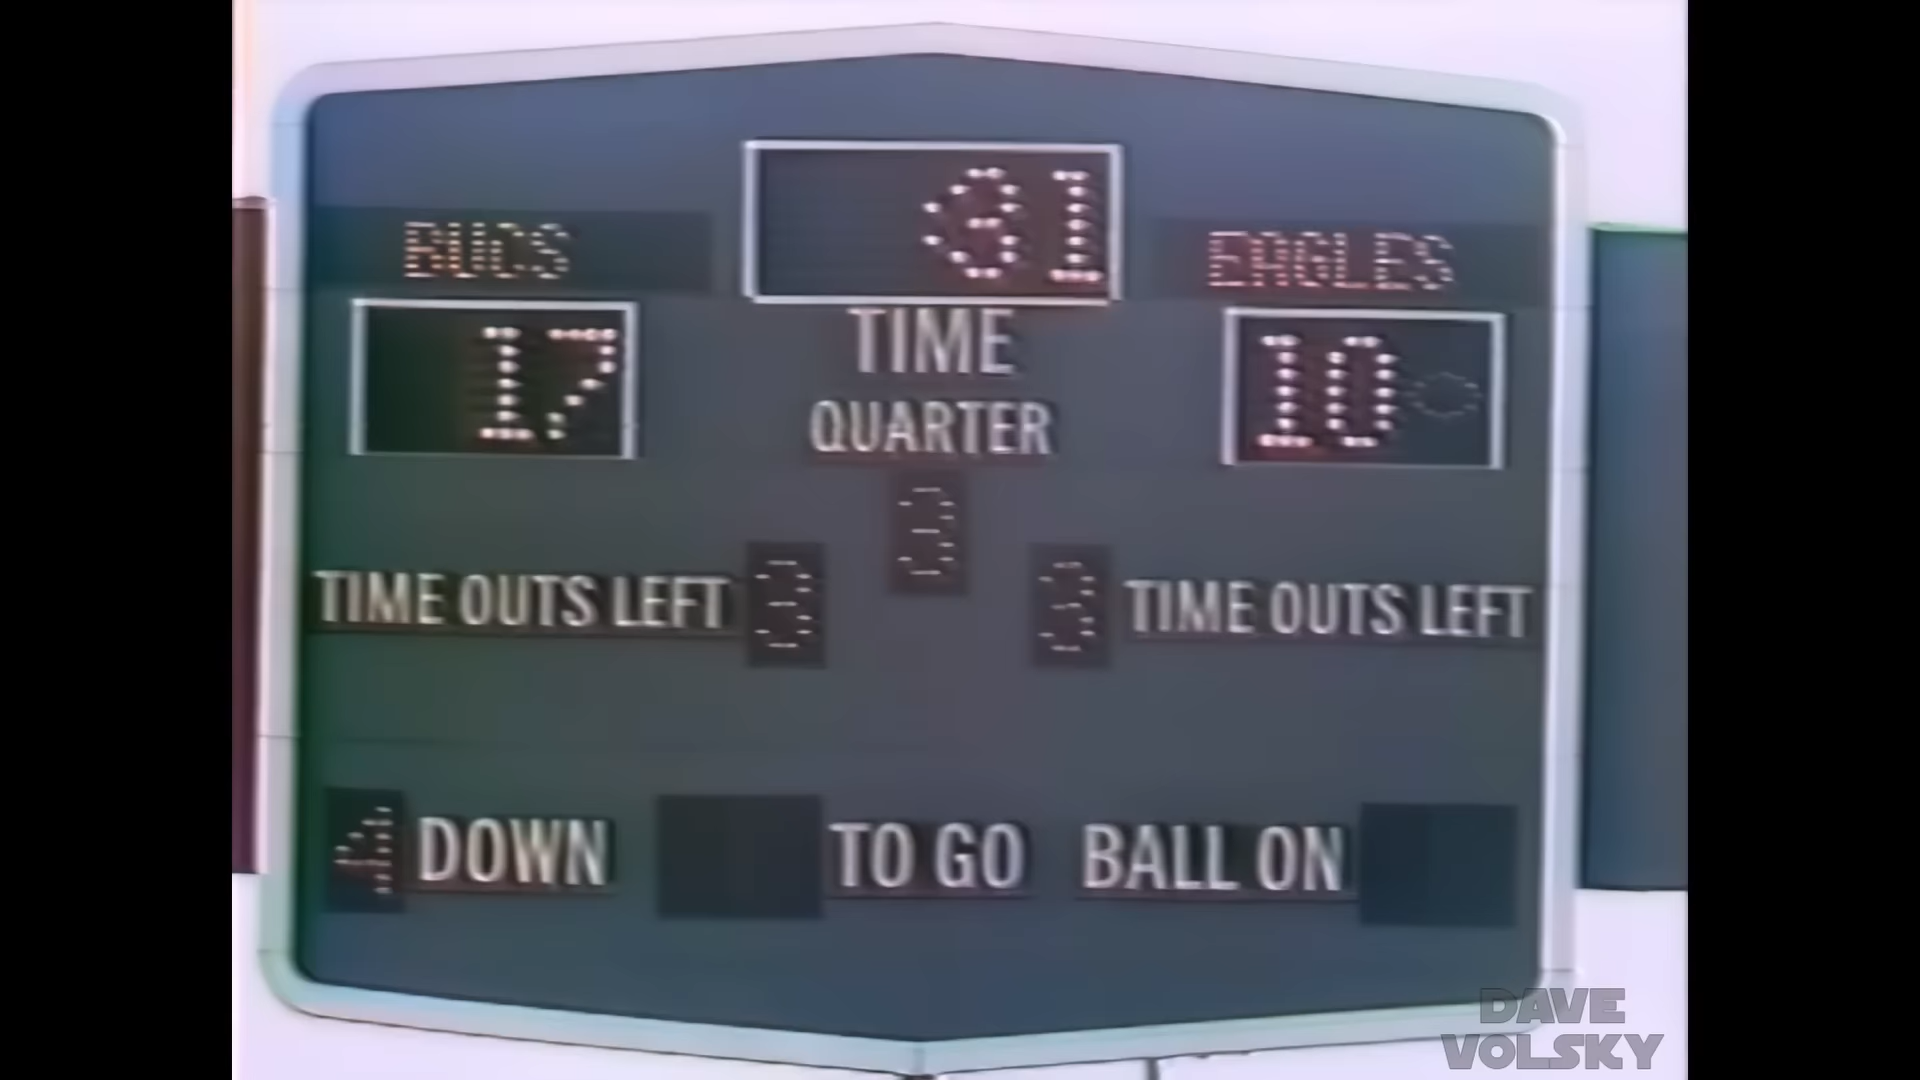 :31
BUCS
EAGLES
17
10
TIME
QUARTER
3
TIME OUTS LEFT 3
3 TIME OUTS LEFT
4 DOWN TO GO BALL ON
DAVE
VOLSKY